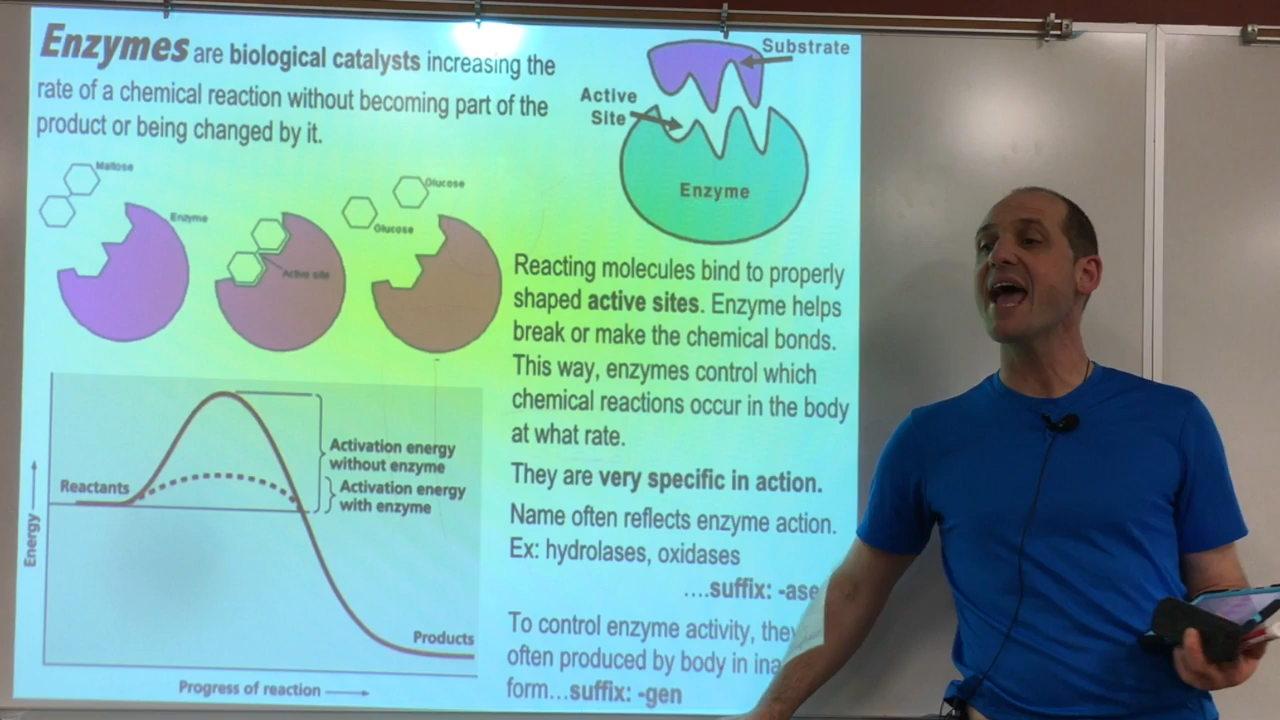 Enzymes are biological catalysts increasing the
rate of a chemical reaction without becoming part of the
product or being changed by it.
Substrate
Active
Site
Enzyme
Maltose
Enzyme
Active site
Glucose
Glucose
Reacting molecules bind to properly
shaped active sites. Enzyme helps
break or make the chemical bonds.
This way, enzymes control which
chemical reactions occur in the body
at what rate.
They are very specific in action.
Name often reflects enzyme action.
Ex: hydrolases, oxidases
....suffix: -ase
To control enzyme activity, they
often produced by body in
form...suffix: -gen
Energy
Reactants
Activation energy
without enzyme
Activation energy
with enzyme
Products
Progress of reaction